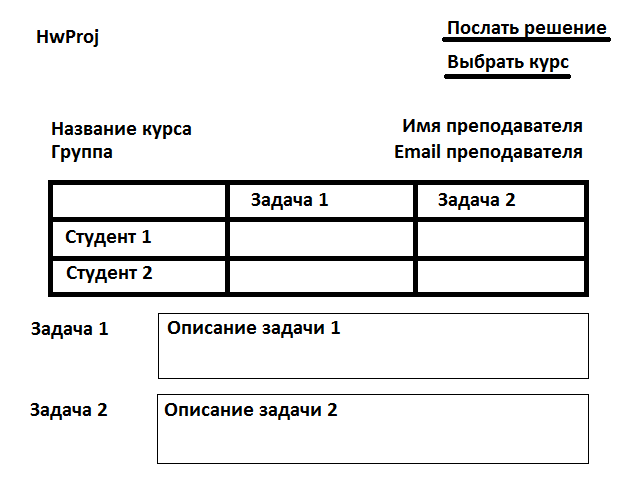 HwProj
Послать решение
Выбрать курс
Название курса
Имя преподавателя
Группа
Email преподавателя
Задача 1
Задача 2
Студент 1
Студент 2
Задача 1
Описание задачи 1
Задача 2
Описание задачи 2